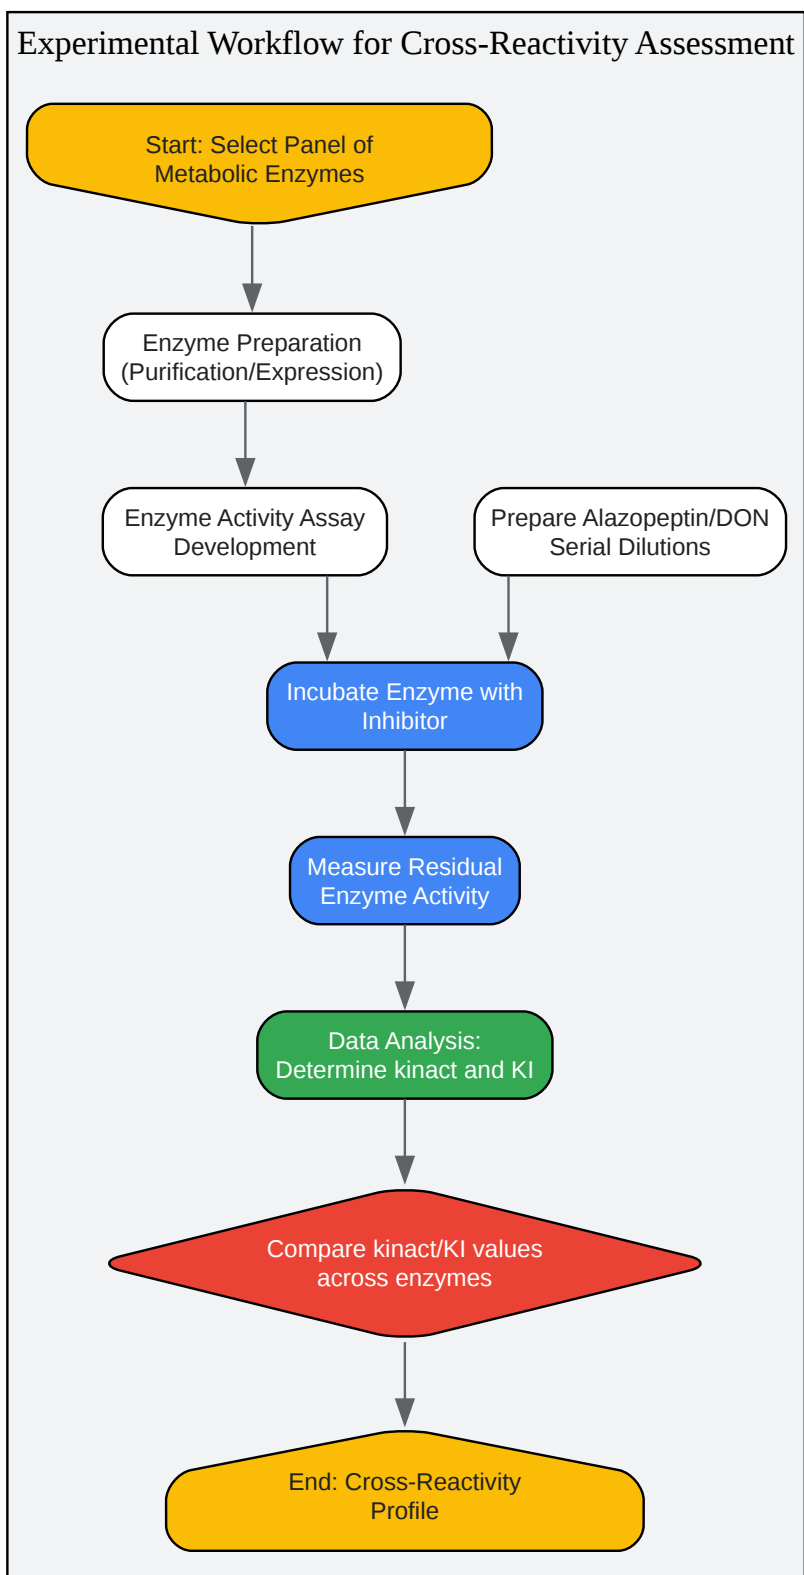 Experimental Workflow for Cross-Reactivity Assessment
Start: Select Panel of
Metabolic Enzymes
Enzyme Preparation
(Purification/Expression)
Enzyme Activity Assay
Development
Prepare Alazopeptin/DON
Serial Dilutions
Incubate Enzyme with
Inhibitor
Measure Residual
Enzyme Activity
Data Analysis:
Determine kinact and KI
Compare kinact/KI values
across enzymes
End: Cross-Reactivity
Profile